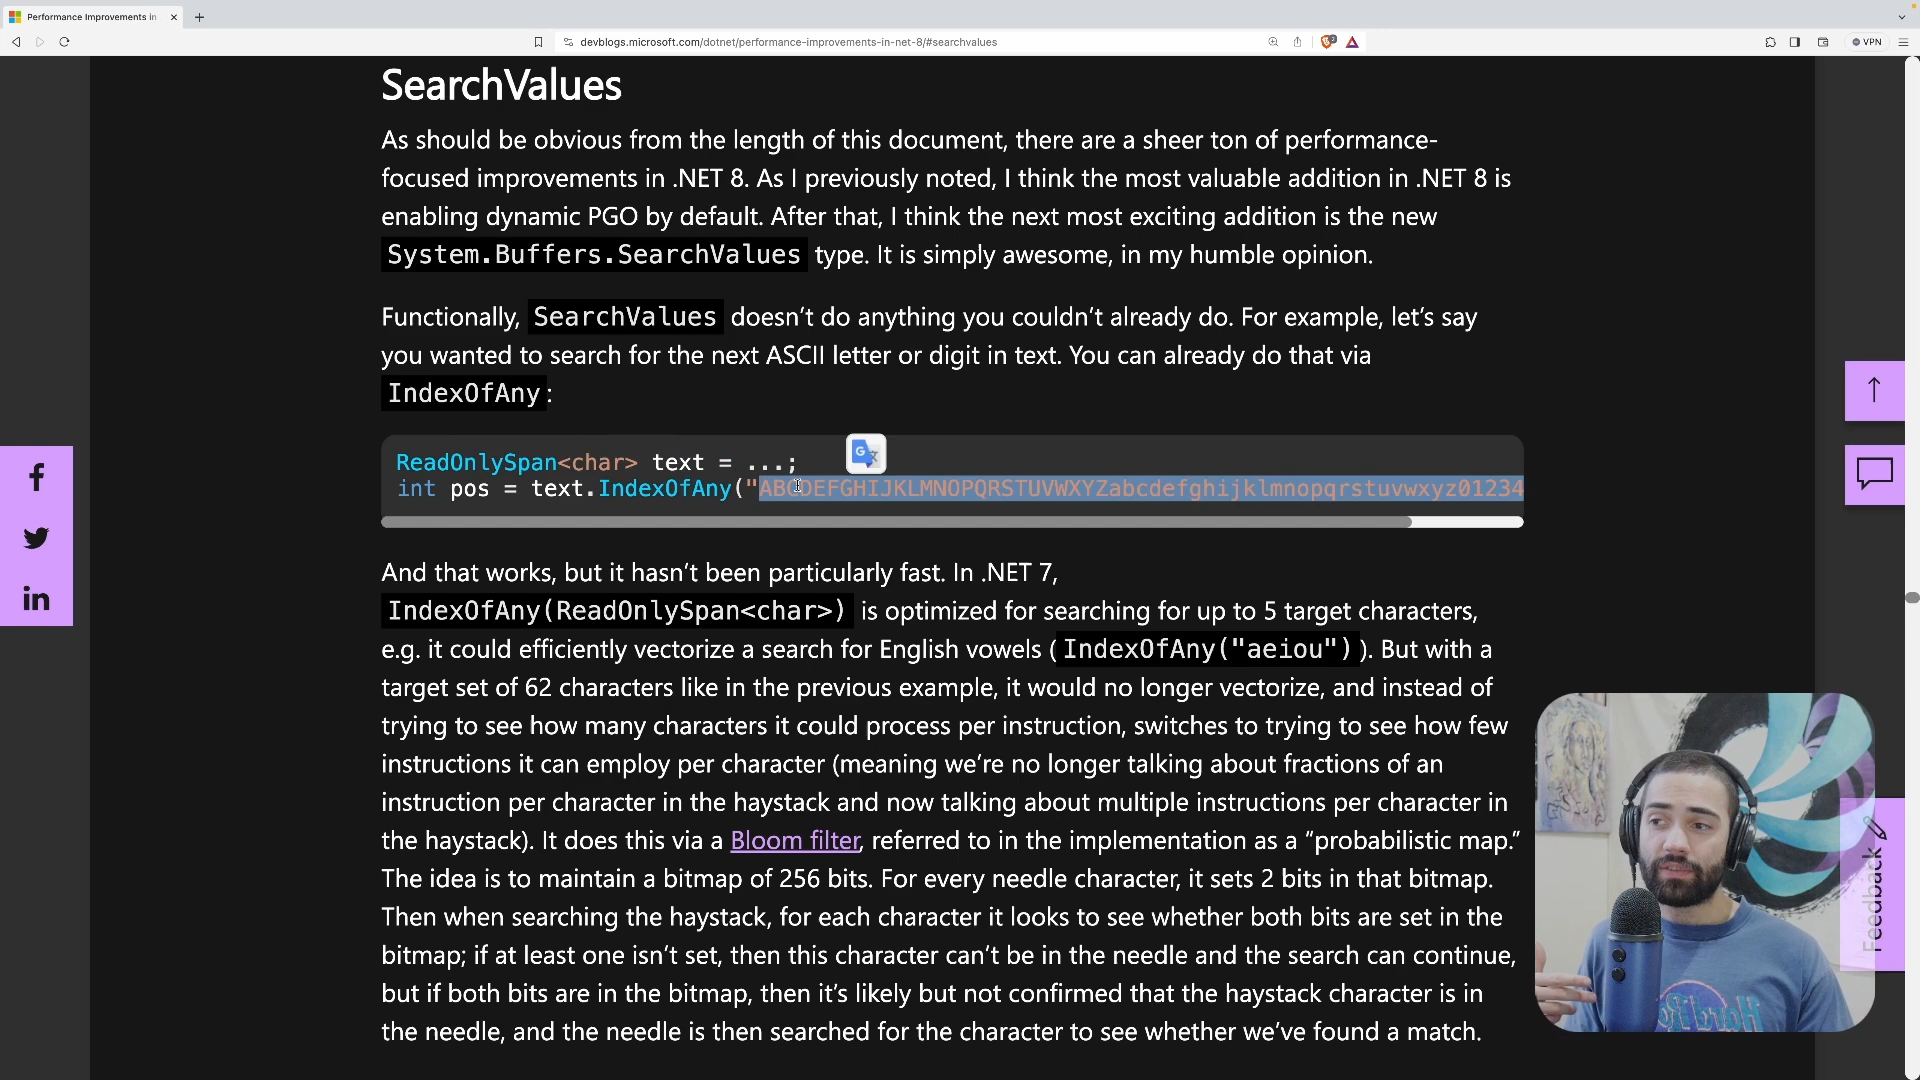 Performance Improvements in
devblogs.microsoft.com/dotnet/performance-improvements-in-net-8/#searchvalues
VPN
SearchValues
As should be obvious from the length of this document, there are a sheer ton of performance-
focused improvements in .NET 8. As I previously noted, I think the most valuable addition in .NET 8 is
enabling dynamic PGO by default. After that, I think the next most exciting addition is the new
System.Buffers.SearchValues type. It is simply awesome, in my humble opinion.
Functionally, SearchValues doesn’t do anything you couldn’t already do. For example, let’s say
you wanted to search for the next ASCII letter or digit in text. You can already do that via
IndexOfAny:
ReadOnlySpan<char> text = ...;
int pos = text.IndexOfAny("ABCDEFGHIJKLMNOPQRSTUVWXYZabcdefghijklmnopqrstuvwxyz01234
And that works, but it hasn’t been particularly fast. In .NET 7,
IndexOfAny(ReadOnlySpan<char>) is optimized for searching for up to 5 target characters,
e.g. it could efficiently vectorize a search for English vowels (IndexOfAny("aeiou")). But with a
target set of 62 characters like in the previous example, it would no longer vectorize, and instead of
trying to see how many characters it could process per instruction, switches to trying to see how few
instructions it can employ per character (meaning we’re no longer talking about fractions of an
instruction per character in the haystack and now talking about multiple instructions per character in
the haystack). It does this via a Bloom filter, referred to in the implementation as a “probabilistic map.”
The idea is to maintain a bitmap of 256 bits. For every needle character, it sets 2 bits in that bitmap.
Then when searching the haystack, for each character it looks to see whether both bits are set in the
bitmap; if at least one isn’t set, then this character can’t be in the needle and the search can continue,
but if both bits are in the bitmap, then it’s likely but not confirmed that the haystack character is in
the needle, and the needle is then searched for the character to see whether we’ve found a match.
Feedback